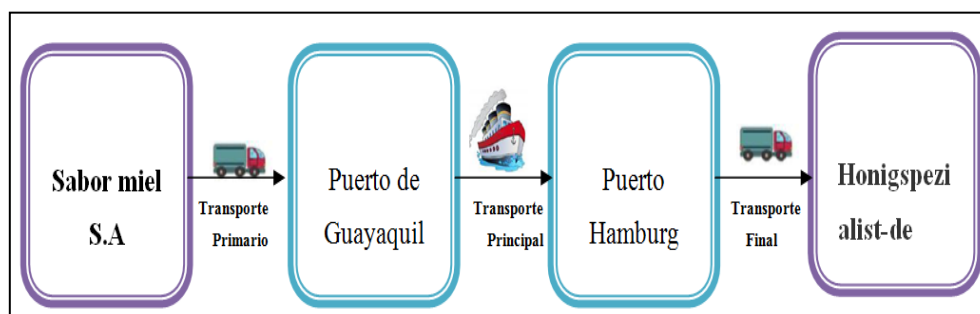 Sabor miel
S.A
Transporte
Primario
Puerto de
Guayaquil
Transporte
Principal
Puerto
Hamburg
Transporte
Final
Honigspezi
alist-de